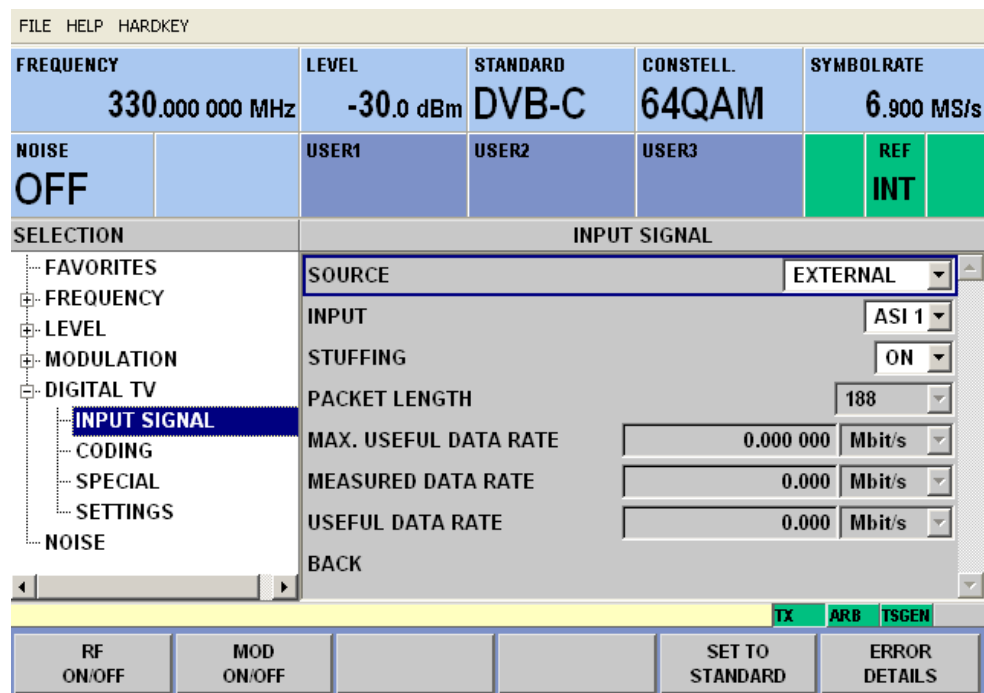 FILE HELP HARDKEY
FREQUENCY
330.000 000 MHz
LEVEL
-30.0 dBm
STANDARD
DVB-C
CONSTELL.
64QAM
SYMBOLRATE
6.900 MS/s
NOISE
OFF
USER1
USER2
USER3
REF
INT
SELECTION
FAVORITES
FREQUENCY
LEVEL
MODULATION
DIGITAL TV
INPUT SIGNAL
CODING
SPECIAL
SETTINGS
NOISE
INPUT SIGNAL
SOURCE EXTERNAL
INPUT ASI 1
STUFFING ON
PACKET LENGTH 188
MAX. USEFUL DATA RATE 0.000 000 Mbit/s
MEASURED DATA RATE 0.000 Mbit/s
USEFUL DATA RATE 0.000 Mbit/s
BACK
TX ARB TSGEN
RF
ON/OFF
MOD
ON/OFF
SET TO
STANDARD
ERROR
DETAILS